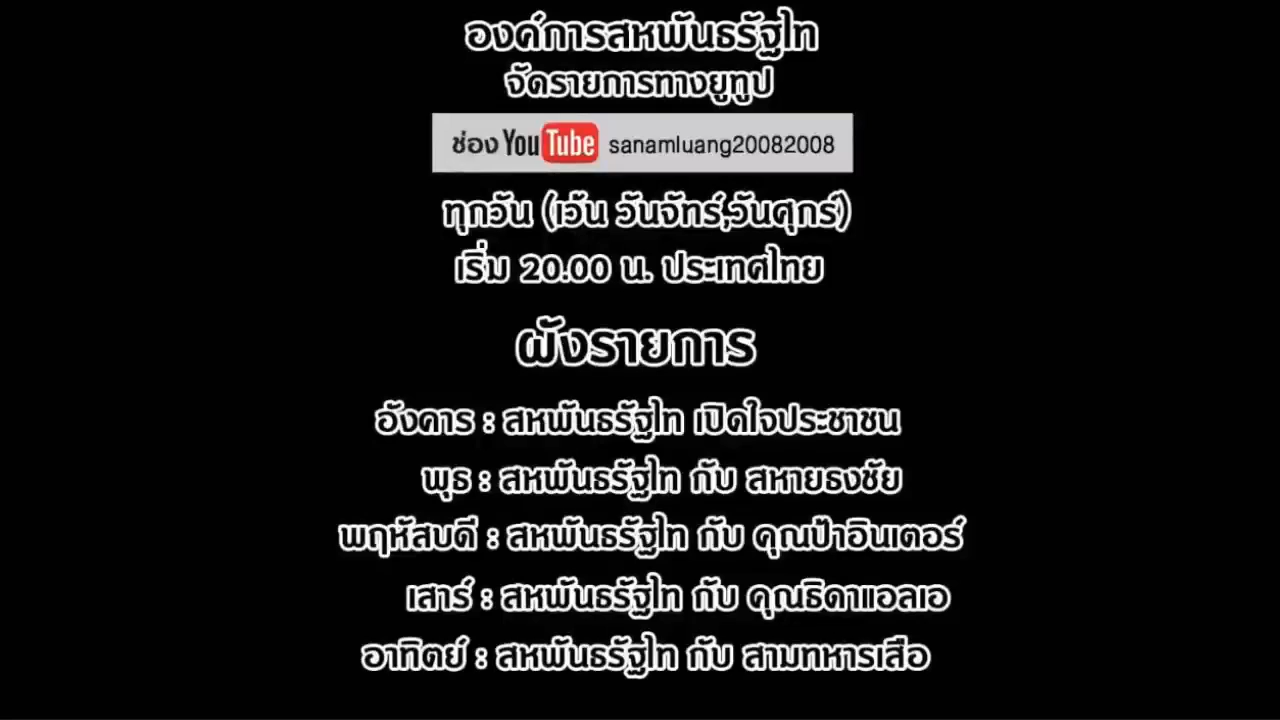 องค์การสหพันธรัฐไท
จัดรายการทางยูทูป
ช่อง YouTube sanamluang20082008
ทุกวัน (เว้น วันจัทร์,วันศุกร์)
เริ่ม 20.00 น. ประเทศไทย
ผังรายการ
อังคาร : สหพันธรัฐไท เปิดใจประชาชน
พุธ : สหพันธรัฐไท กับ สหายธงชัย
พฤหัสบดี : สหพันธรัฐไท กับ คุณป้าอินเตอร์
เสาร์ : สหพันธรัฐไท กับ คุณธิดาแอลเอ
อาทิตย์ : สหพันธรัฐไท กับ สามทหารเสือ